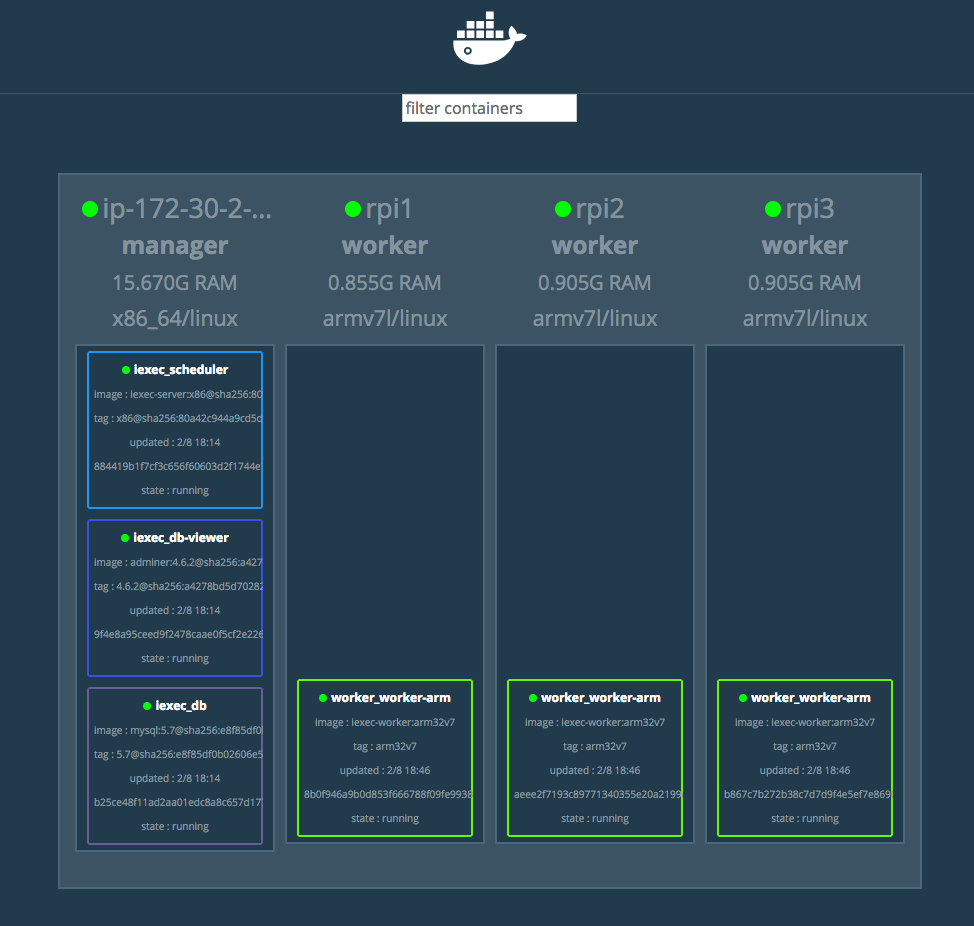 filter containers
ip-172-30-2-...
manager
15.670G RAM
x86_64/linux
iexec_scheduler
image : iexec-server:x86@sha256:80
tag : x86@sha256:80a42c944a9cd5d
updated : 2/8 18:14
884419b1f7cf3c656f60603d2f1744e
state : running
iexec_db-viewer
image : adminer:4.6.2@sha256:a427
tag : 4.6.2@sha256:a4278bd5d70282
updated : 2/8 18:14
9f4e8a95ceed9f2478caae0f5cf2e226
state : running
iexec_db
image : mysql:5.7@sha256:e8f85df0
tag : 5.7@sha256:e8f85df0b02606e5
updated : 2/8 18:14
b25ce48f11ad2aa01edc8a8c657d17
state : running
rpi1
worker
0.855G RAM
armv7l/linux
worker_worker-arm
image : iexec-worker:arm32v7
tag : arm32v7
updated : 2/8 18:46
8b0f946a9b0d853f666788f09fe9938
state : running
rpi2
worker
0.905G RAM
armv7l/linux
worker_worker-arm
image : iexec-worker:arm32v7
tag : arm32v7
updated : 2/8 18:46
aeee2f7193c89771340355e20a2199
state : running
rpi3
worker
0.905G RAM
armv7l/linux
worker_worker-arm
image : iexec-worker:arm32v7
tag : arm32v7
updated : 2/8 18:46
b867c7b272b38c7d7d9f4e5ef7e869
state : running